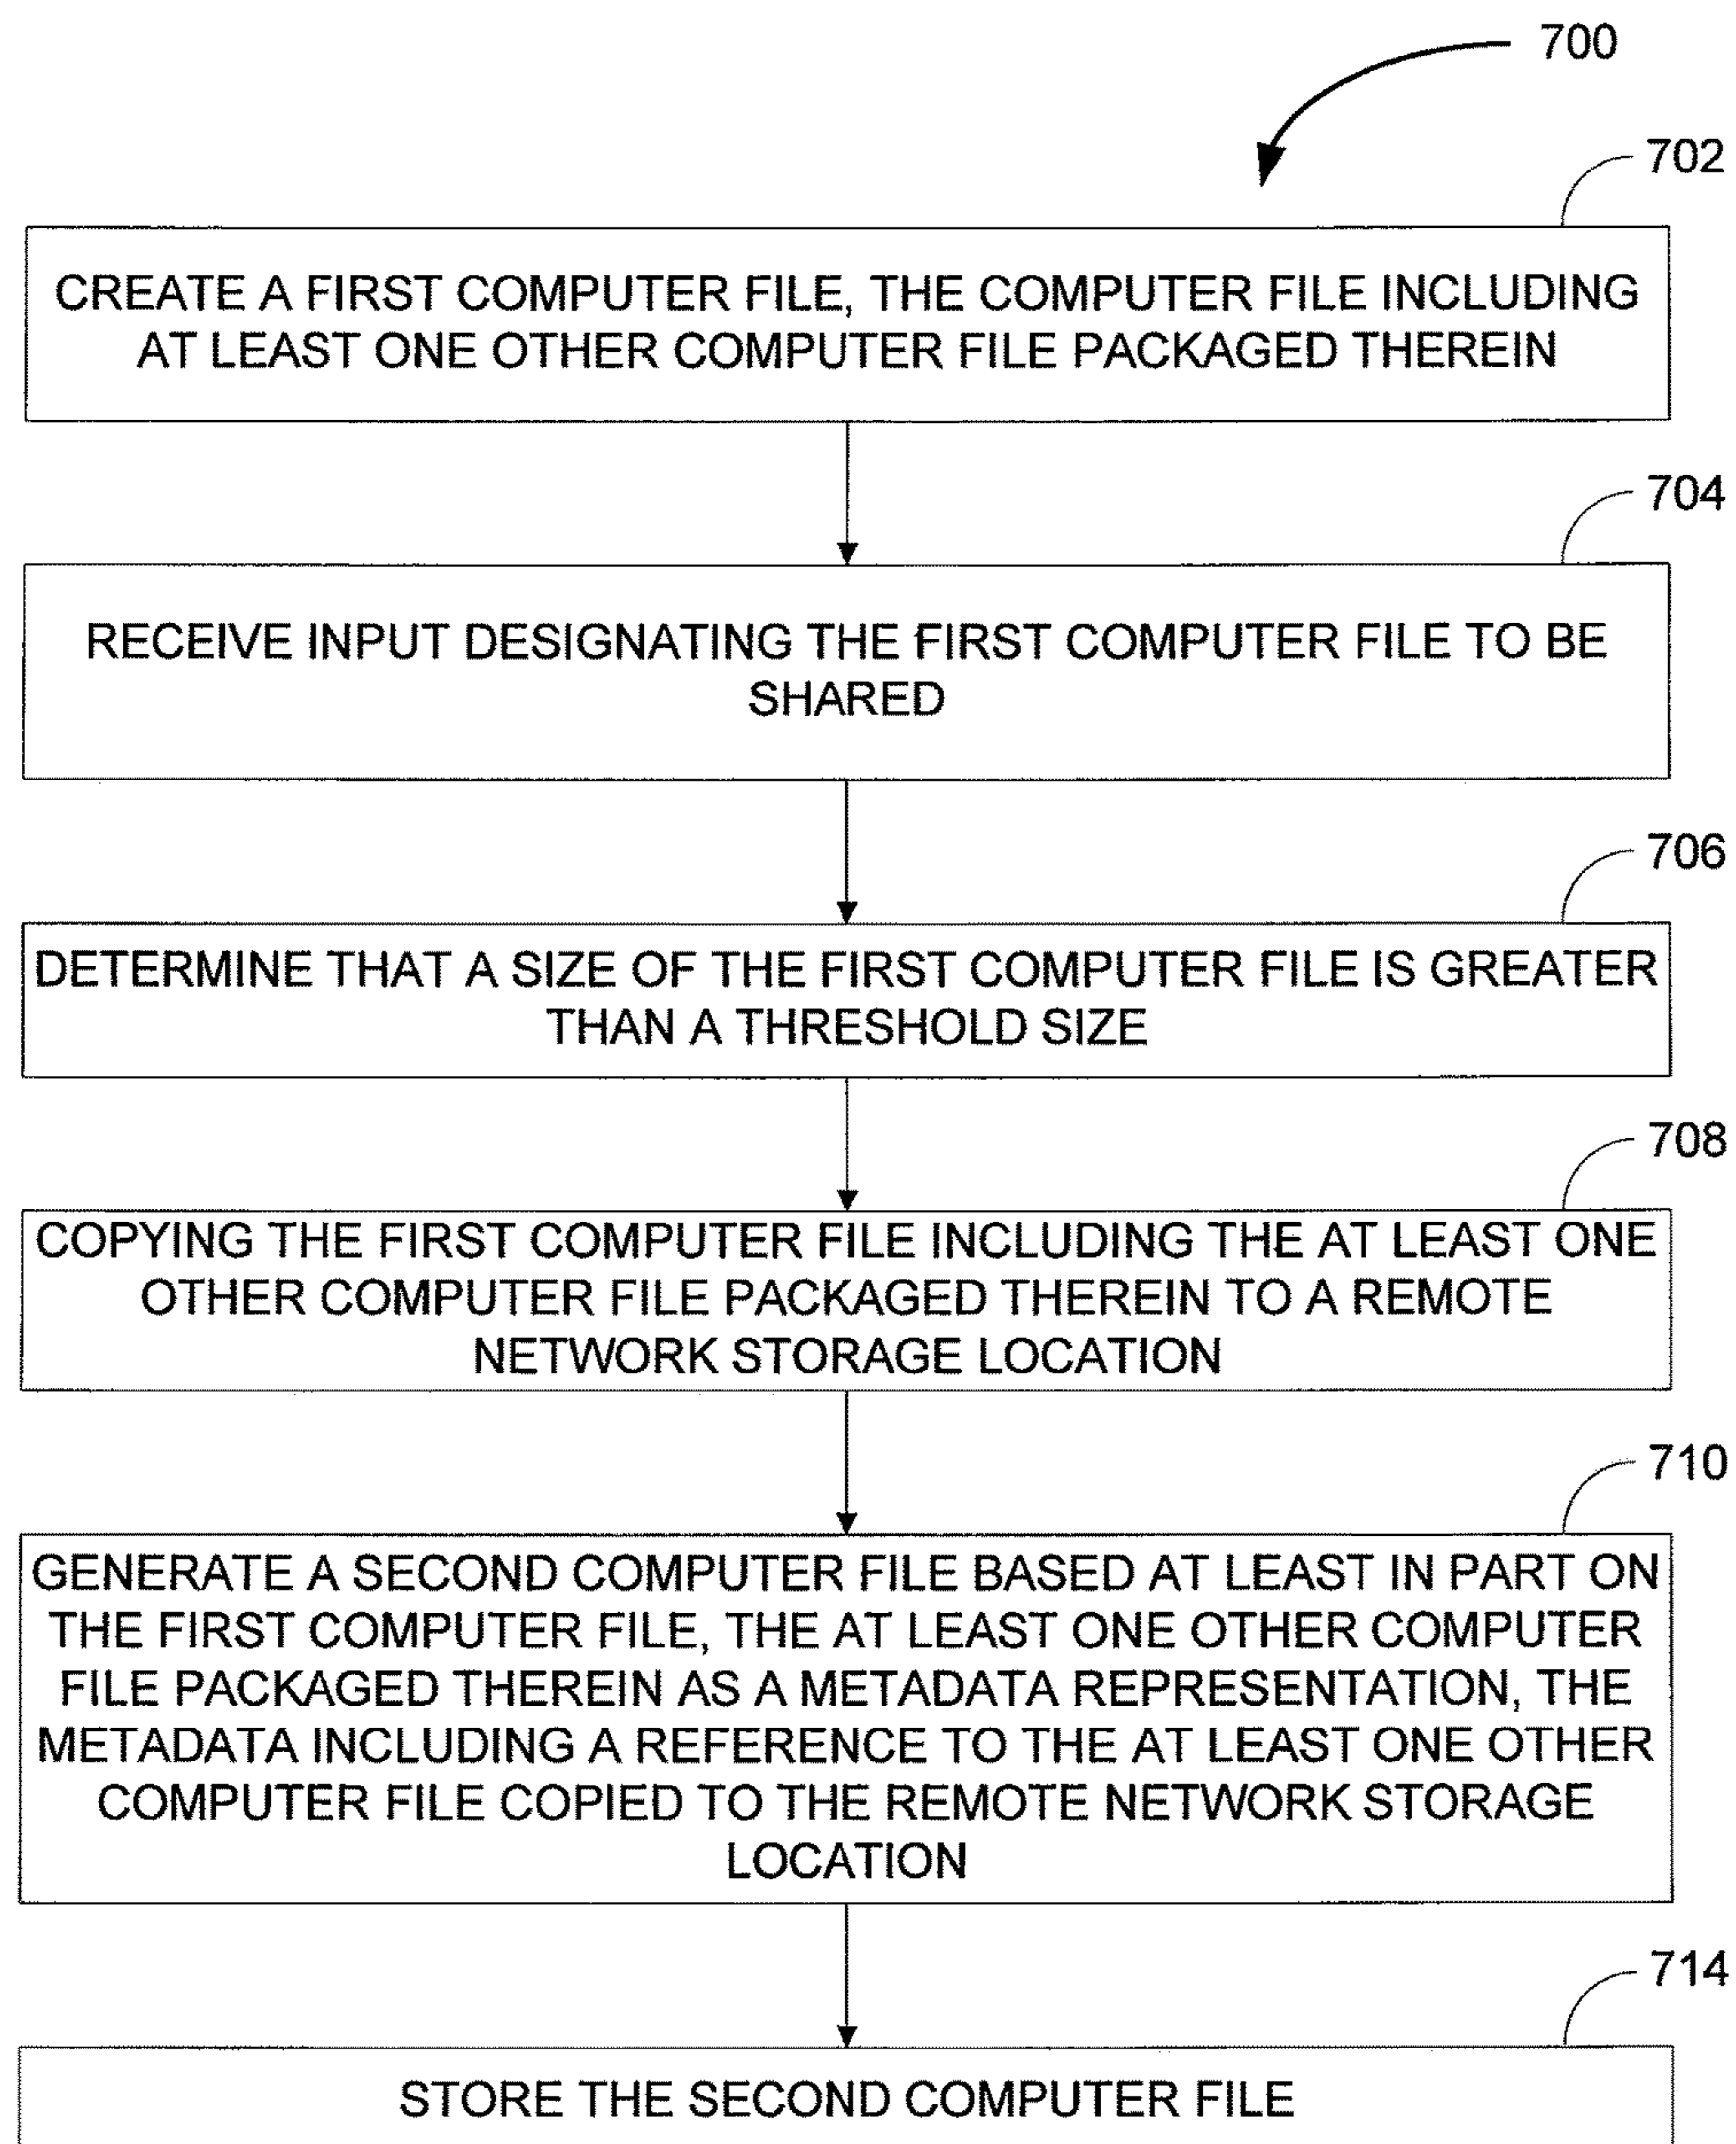 700
702
CREATE A FIRST COMPUTER FILE, THE COMPUTER FILE INCLUDING
AT LEAST ONE OTHER COMPUTER FILE PACKAGED THEREIN
704
RECEIVE INPUT DESIGNATING THE FIRST COMPUTER FILE TO BE
SHARED
706
DETERMINE THAT A SIZE OF THE FIRST COMPUTER FILE IS GREATER
THAN A THRESHOLD SIZE
708
COPYING THE FIRST COMPUTER FILE INCLUDING THE AT LEAST ONE
OTHER COMPUTER FILE PACKAGED THEREIN TO A REMOTE
NETWORK STORAGE LOCATION
710
GENERATE A SECOND COMPUTER FILE BASED AT LEAST IN PART ON
THE FIRST COMPUTER FILE, THE AT LEAST ONE OTHER COMPUTER
FILE PACKAGED THEREIN AS A METADATA REPRESENTATION, THE
METADATA INCLUDING A REFERENCE TO THE AT LEAST ONE OTHER
COMPUTER FILE COPIED TO THE REMOTE NETWORK STORAGE
LOCATION
714
STORE THE SECOND COMPUTER FILE